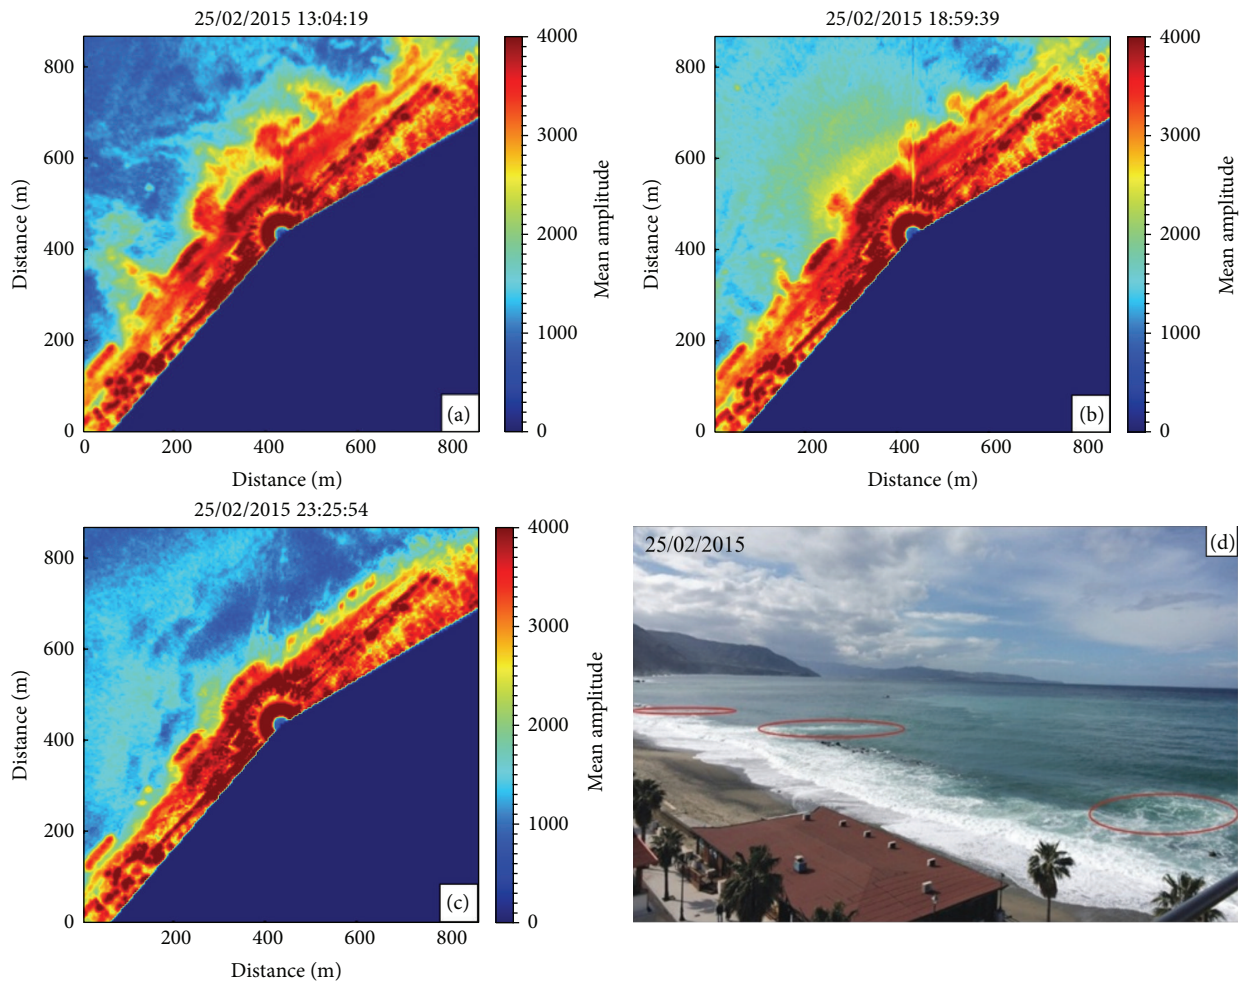 25/02/2015 13:04:19
800
600
400
200
0
Distance (m)
0 200 400 600 800
Distance (m)
(a)
4000
3000
2000
1000
0
Mean amplitude
25/02/2015 18:59:39
800
600
400
200
0
Distance (m)
200 400 600 800
Distance (m)
(b)
4000
3000
2000
1000
0
Mean amplitude
25/02/2015 23:25:54
800
600
400
200
0
Distance (m)
200 400 600 800
Distance (m)
(c)
4000
3000
2000
1000
0
Mean amplitude
25/02/2015
(d)